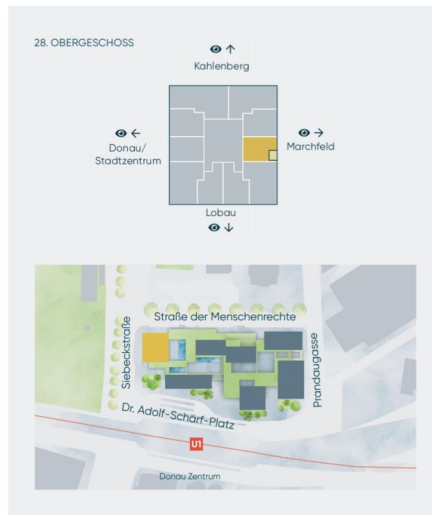 28. OBERGESCHOSS
Kahlenberg
Donau/
Stadtzentrum
Marchfeld
Lobau
Straße der Menschenrechte
Siebeckstraße
Prandaugasse
Dr. Adolf-Schärf-Platz
U1
Donau Zentrum